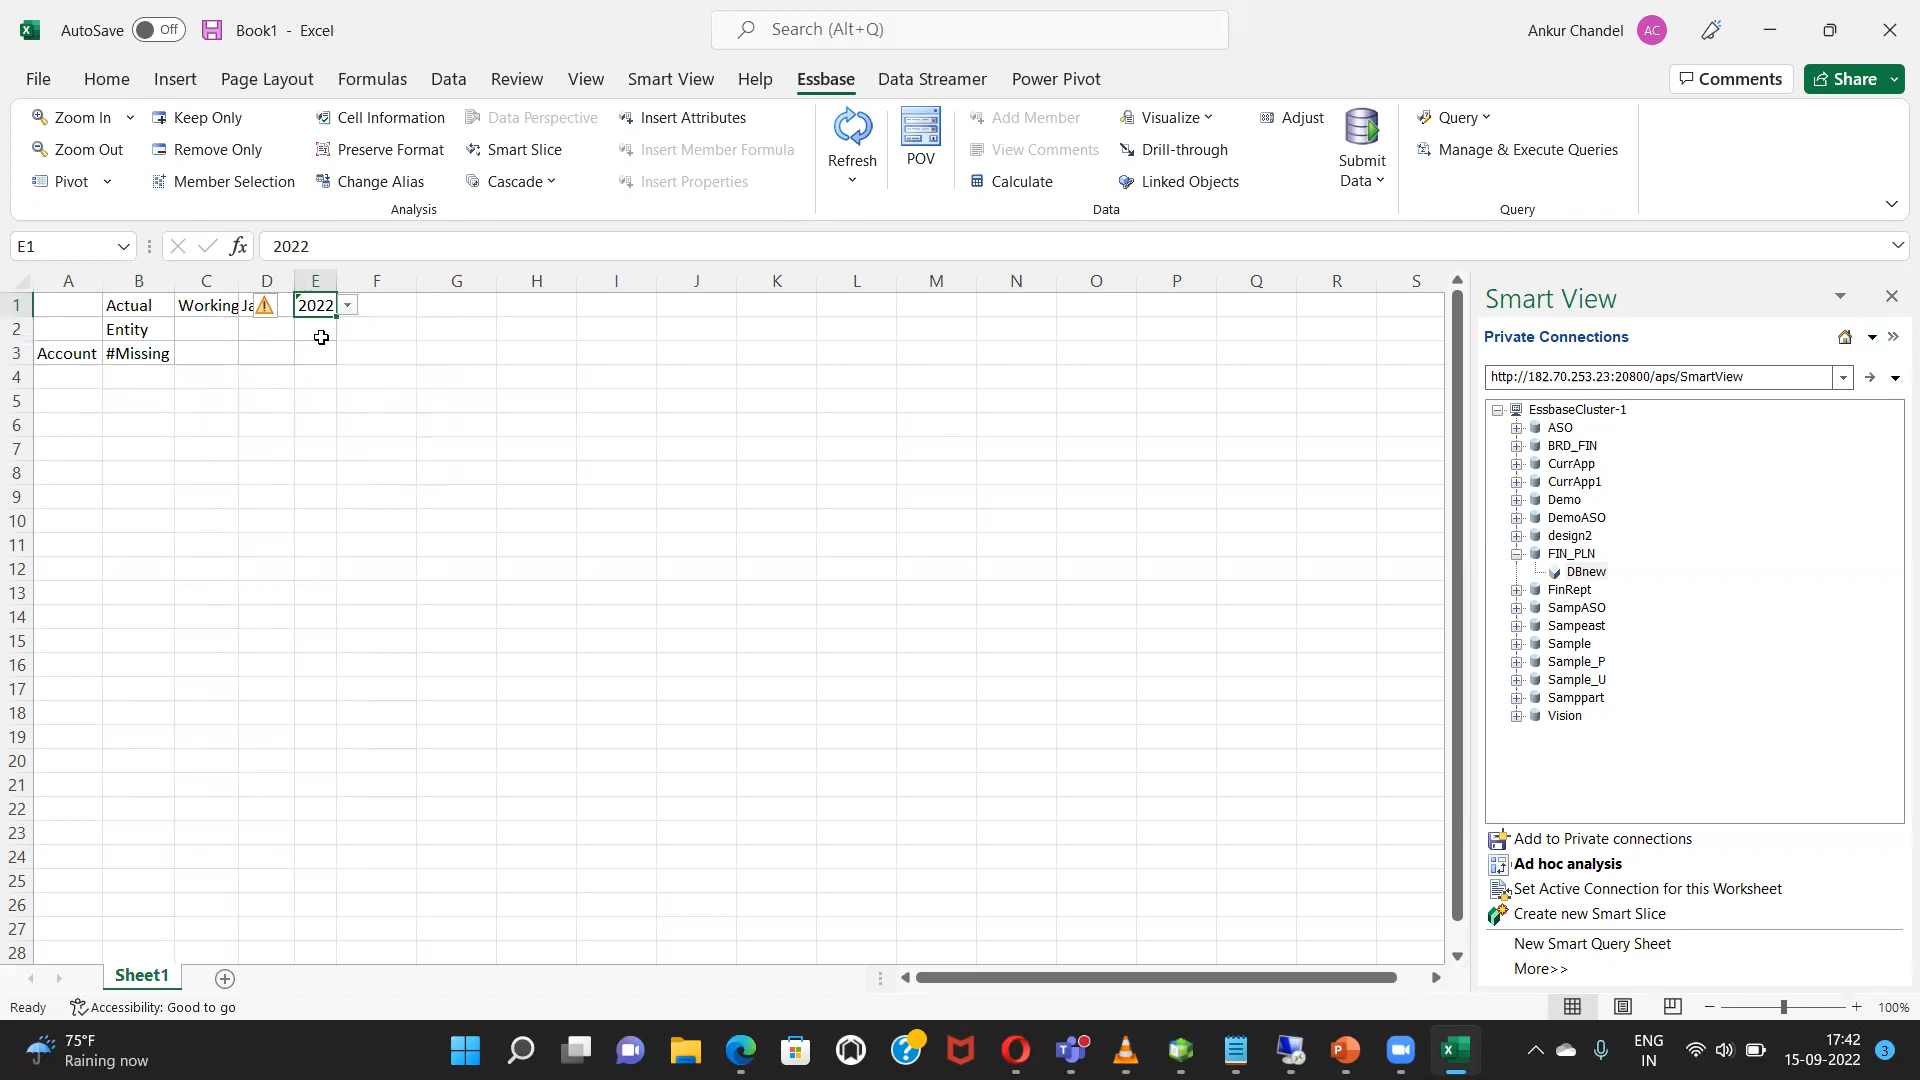 AutoSave Off Book1 - Excel Search (Alt+Q) Ankur Chandel AC
File Home Insert Page Layout Formulas Data Review View Smart View Help Essbase Data Streamer Power Pivot Comments Share
Zoom In Keep Only Cell Information Data Perspective Insert Attributes Add Member Visualize Adjust Query
Zoom Out Remove Only Preserve Format Smart Slice Insert Member Formula Refresh POV View Comments Drill-through Submit Data Manage & Execute Queries
Pivot Member Selection Change Alias Cascade Insert Properties Calculate Linked Objects
Analysis Data Query
E1 fx 2022
A B C D E F G H I J K L M N O P Q R S
1 Actual Working Ja 2022
2 Entity
3 Account #Missing
4
5
6
7
8
9
10
11
12
13
14
15
16
17
18
19
20
21
22
23
24
25
26
27
28
Smart View
Private Connections
http://182.70.253.23:20800/aps/SmartView
EssbaseCluster-1
ASO
BRD_FIN
CurrApp
CurrApp1
Demo
DemoASO
design2
FIN_PLN
DBnew
FinRept
SampASO
Sampeast
Sample
Sample_P
Sample_U
Samppart
Vision
Add to Private connections
Ad hoc analysis
Set Active Connection for this Worksheet
Create new Smart Slice
New Smart Query Sheet
More>>
Sheet1
Ready Accessibility: Good to go 100%
75°F
Raining now
ENG
IN
17:42
15-09-2022
3